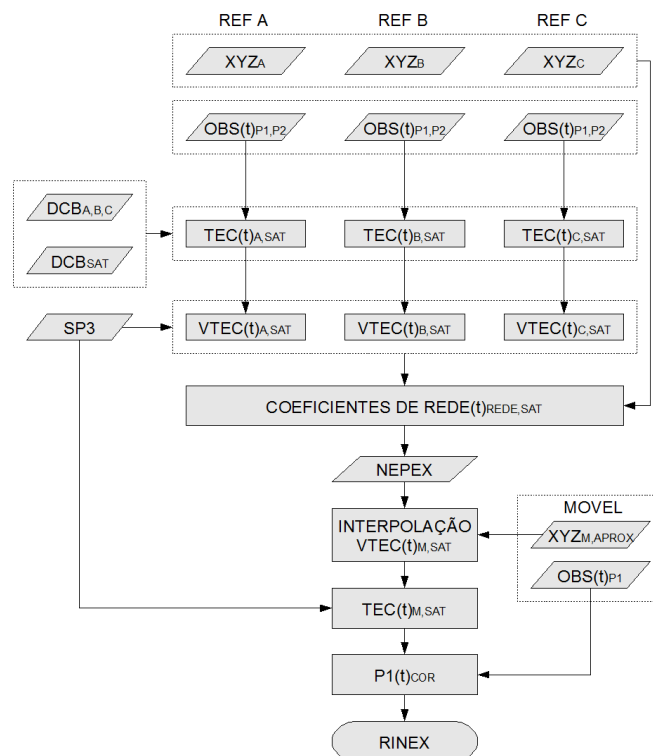 REF A REF B REF C
XYZA XYZB XYZC
OBS(t)P1,P2 OBS(t)P1,P2 OBS(t)P1,P2
DCBA,B,C
DCBSAT
TEC(t)A,SAT TEC(t)B,SAT TEC(t)C,SAT
SP3
VTEC(t)A,SAT VTEC(t)B,SAT VTEC(t)C,SAT
COEFICIENTES DE REDE(t)REDE,SAT
NEPEX
INTERPOLAÇÃO
VTEC(t)M,SAT
MOVEL
XYZM,APROX
OBS(t)P1
TEC(t)M,SAT
P1(t)COR
RINEX